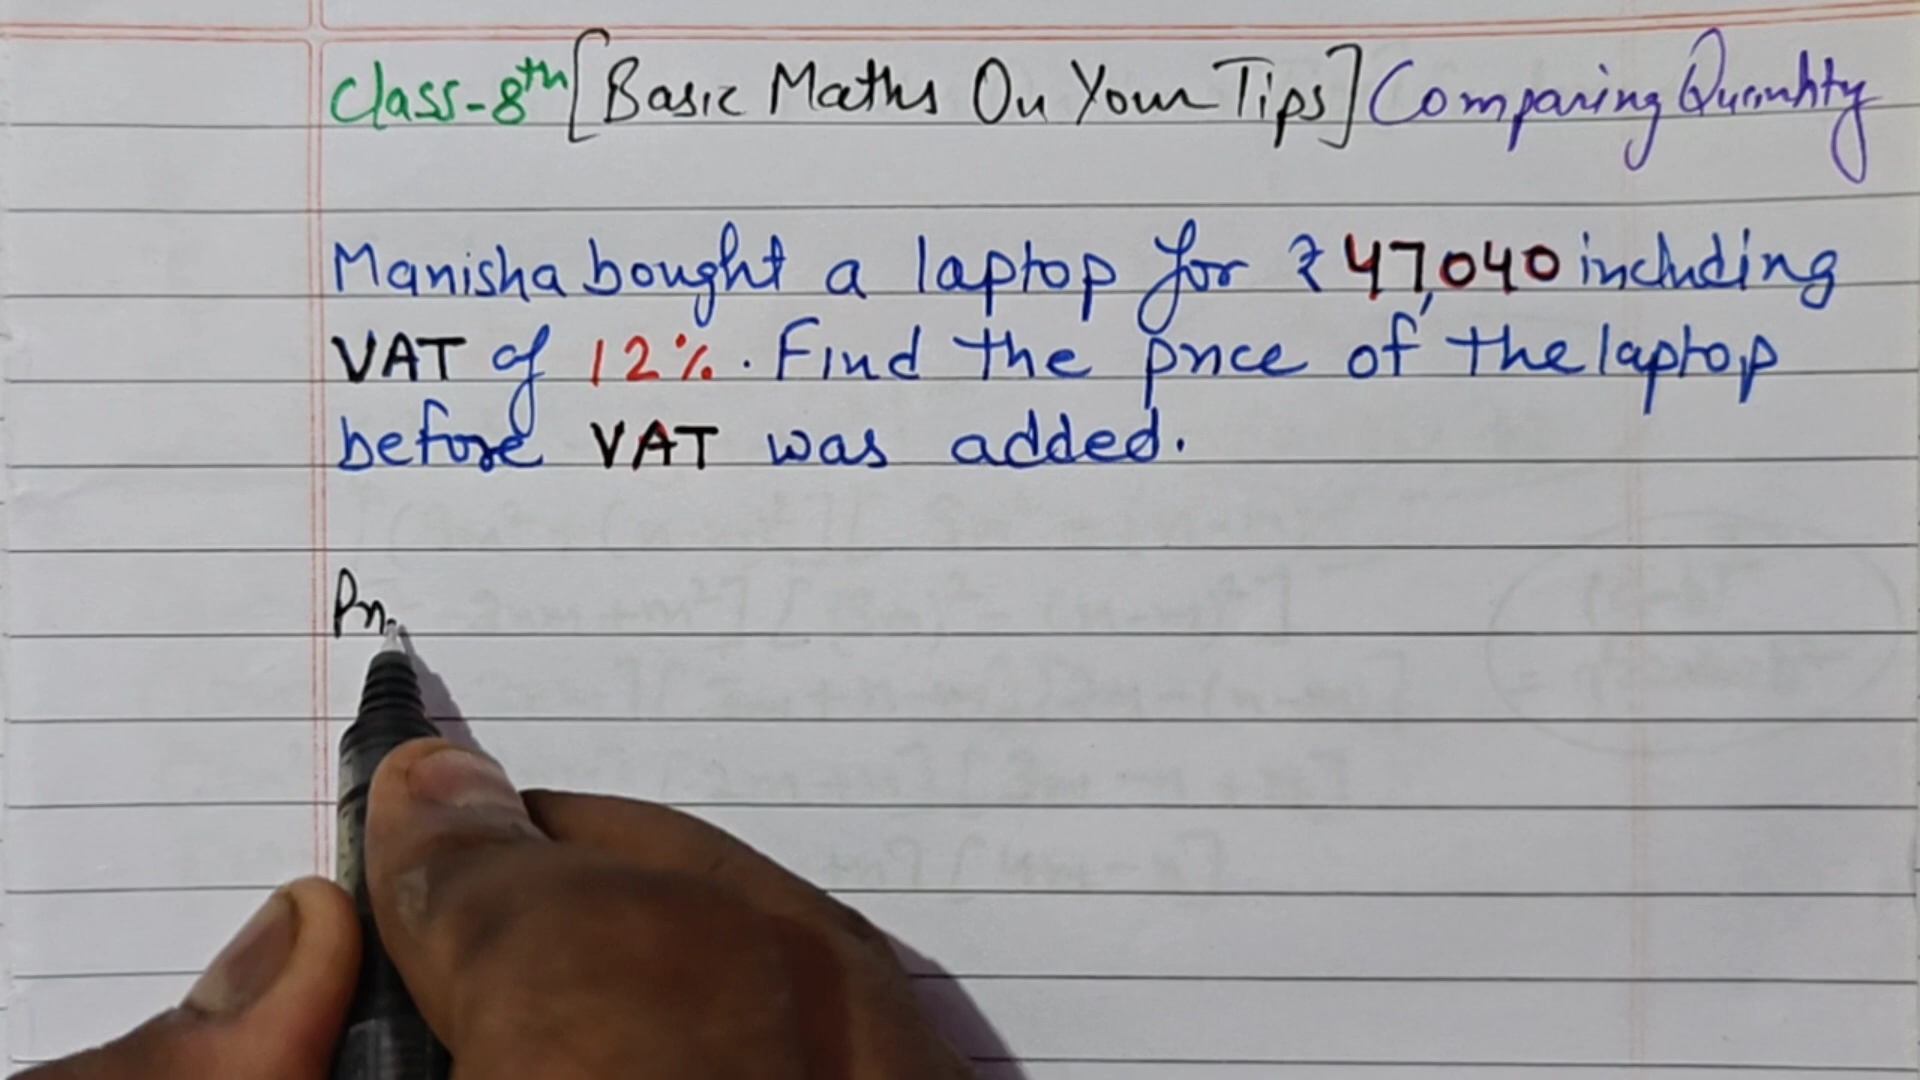 Class-8th [Basic Maths On Your Tips] Comparing Quantity
Manisha bought a laptop for ₹ 47,040 including
VAT of 12%. Find the price of the laptop
before VAT was added.